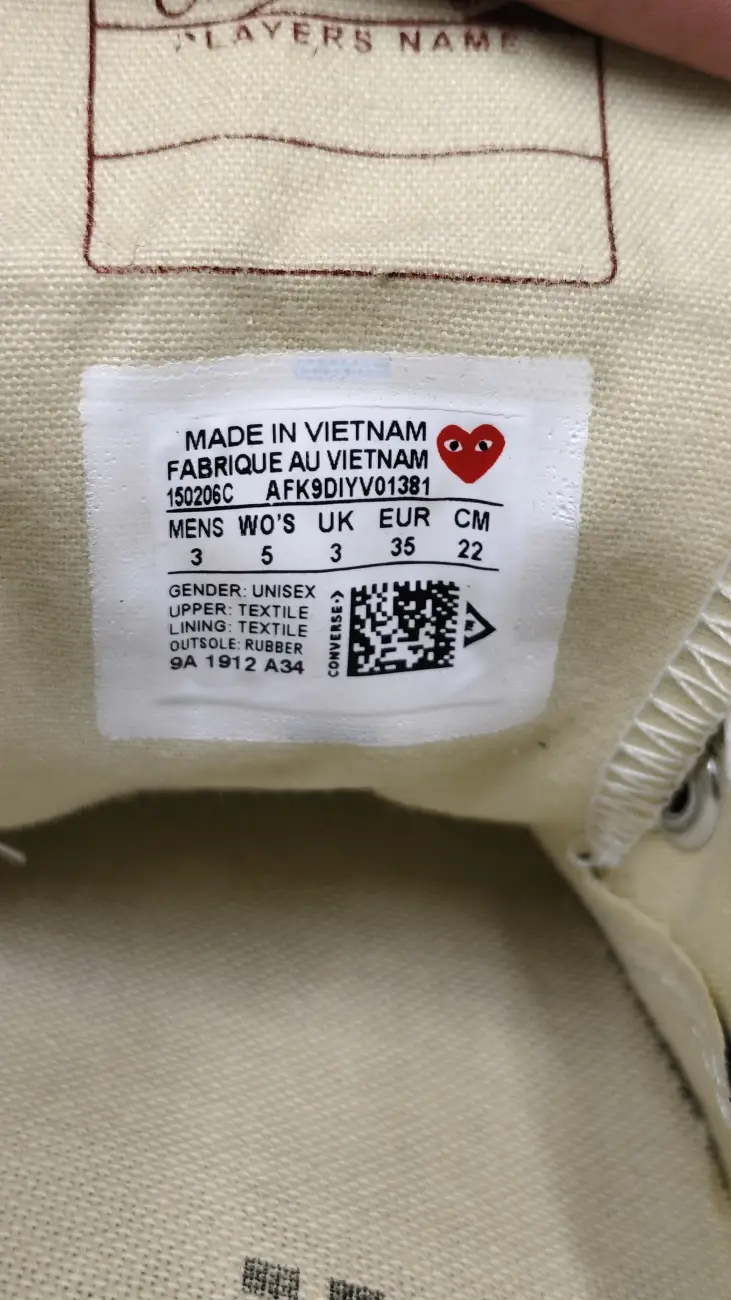 PLAYERS NAME
MADE IN VIETNAM
FABRIQUE AU VIETNAM
150206C AFK9DIYV01381
MENS WO'S UK EUR CM
3 5 3 35 22
GENDER: UNISEX
UPPER: TEXTILE
LINING: TEXTILE
OUTSOLE: RUBBER
9A 1912 A34
CONVERSE